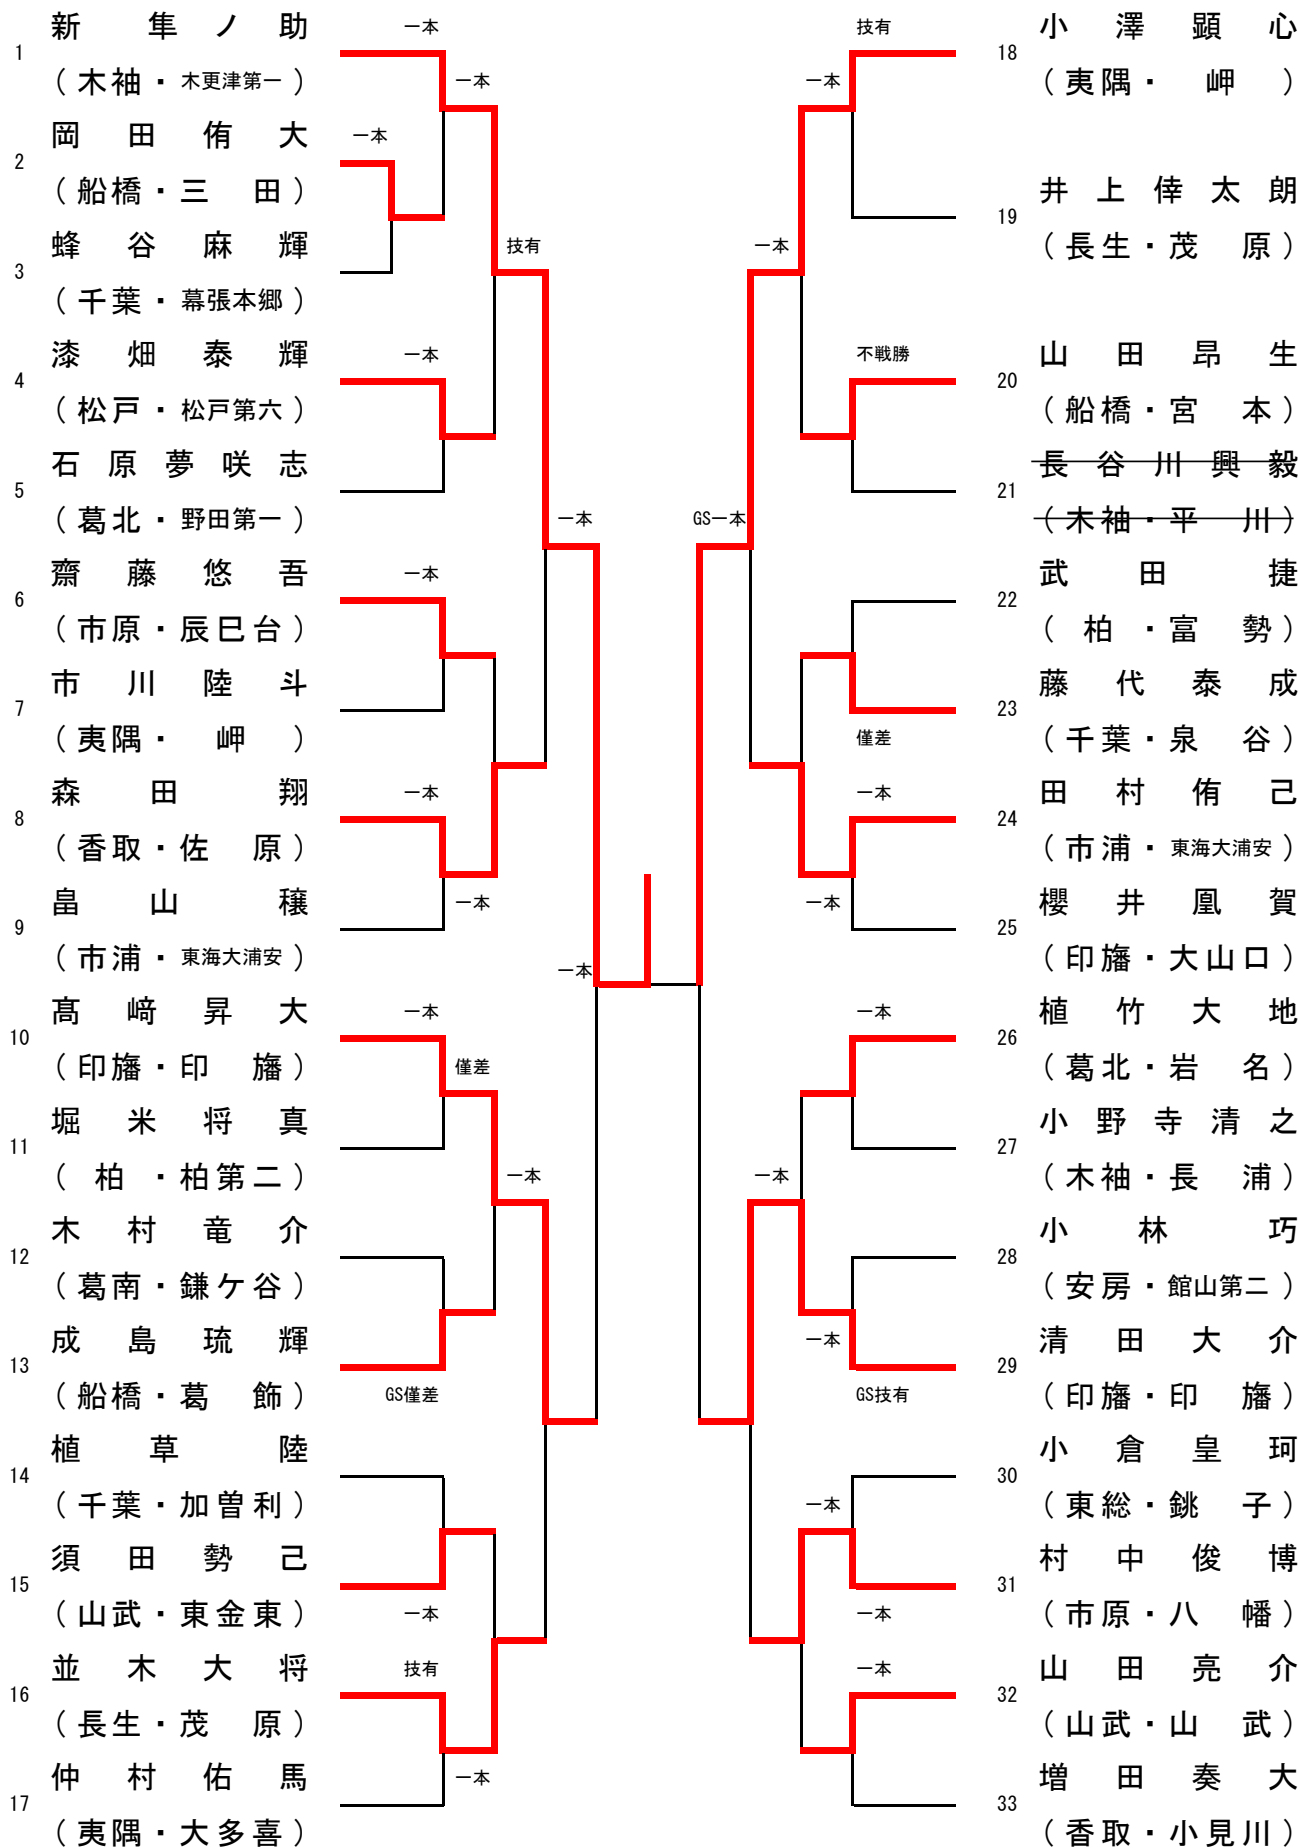 新隼ノ助
1
(木袖・木更津第一)
岡田侑大
2
(船橋・三田)
蜂谷麻輝
3
(千葉・幕張本郷)
漆畑泰輝
4
(松戸・松戸第六)
石原夢咲志
5
(葛北・野田第一)
齋藤悠吾
6
(市原・辰巳台)
市川陸斗
7
(夷隅・岬)
森田翔
8
(香取・佐原)
畠山穣
9
(市浦・東海大浦安)
髙﨑昇大
10
(印旛・印旛)
堀米将真
11
(柏・柏第二)
木村竜介
12
(葛南・鎌ケ谷)
成島琉輝
13
(船橋・葛飾)
植草陸
14
(千葉・加曽利)
須田勢己
15
(山武・東金東)
並木大将
16
(長生・茂原)
仲村佑馬
17
(夷隅・大多喜)
一本
一本
一本
技有
一本
一本
一本
一本
一本
一本
一本
僅差
一本
GS僅差
一本
技有
一本
技有
一本
一本
不戦勝
GS一本
僅差
一本
一本
一本
一本
一本
GS技有
一本
一本
一本
小澤顕心
18
(夷隅・岬)
井上倖太朗
19
(長生・茂原)
山田昂生
20
(船橋・宮本)
長谷川興毅
21
(木袖・平川)
武田捷
22
(柏・富勢)
藤代泰成
23
(千葉・泉谷)
田村侑己
24
(市浦・東海大浦安)
櫻井凰賀
25
(印旛・大山口)
植竹大地
26
(葛北・岩名)
小野寺清之
27
(木袖・長浦)
小林巧
28
(安房・館山第二)
清田大介
29
(印旛・印旛)
小倉皇珂
30
(東総・銚子)
村中俊博
31
(市原・八幡)
山田亮介
32
(山武・山武)
増田奏大
33
(香取・小見川)